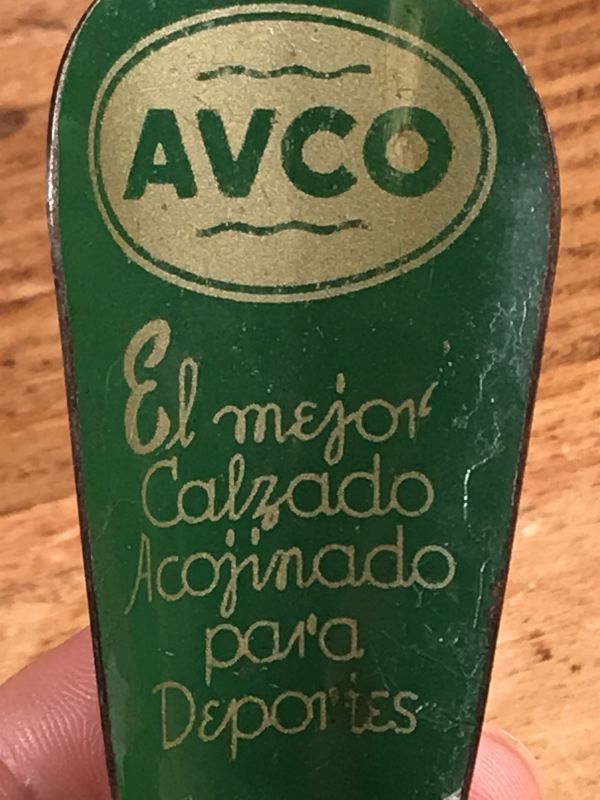 AVCO
El mejor
Calzado
Acojinado
para
Deportes